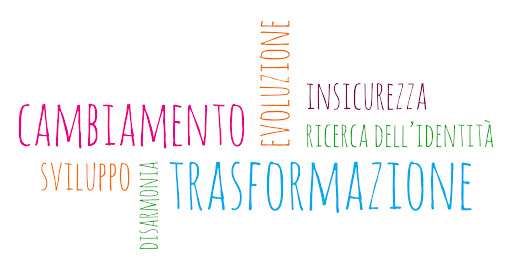 EVOLUZIONE
INSICUREZZA
CAMBIAMENTO
RICERCA DELL'IDENTITÀ
SVILUPPO
DISARMONIA
TRASFORMAZIONE